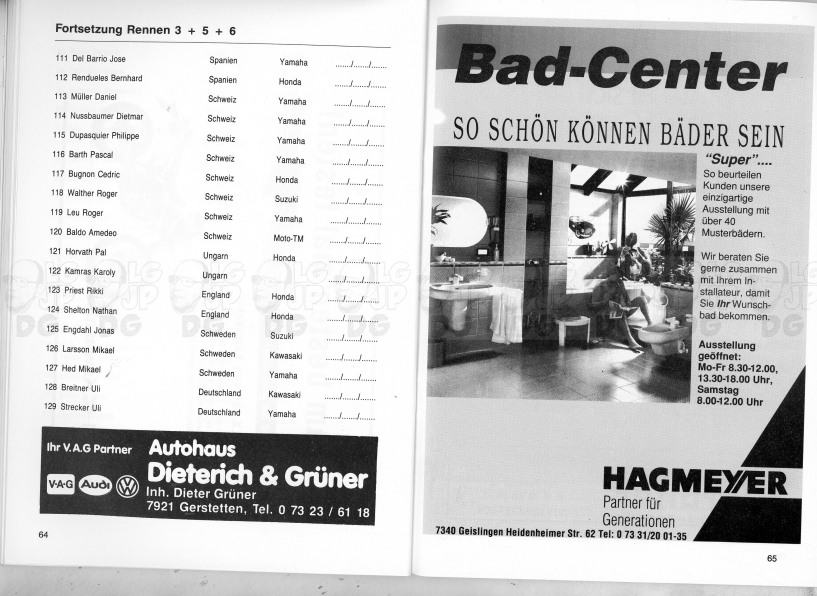 Fortsetzung Rennen 3 + 5 + 6
111 Del Barrio Jose Spanien Yamaha ....../....../......
112 Rendueles Bernhard Spanien Honda ....../....../......
113 Müller Daniel Schweiz Yamaha ....../....../......
114 Nussbaumer Dietmar Schweiz Yamaha ....../....../......
115 Dupasquier Philippe Schweiz Yamaha ....../....../......
116 Barth Pascal Schweiz Yamaha ....../....../......
117 Bugnon Cedric Schweiz Honda ....../....../......
118 Walther Roger Schweiz Suzuki ....../....../......
119 Leu Roger Schweiz Yamaha ....../....../......
120 Baldo Amedeo Schweiz Moto-TM ....../....../......
121 Horvath Pal Ungarn Honda ....../....../......
122 Kamras Karoly Ungarn ....../....../......
123 Priest Rikki England Honda ....../....../......
124 Shelton Nathan England Honda ....../....../......
125 Engdahl Jonas Schweden Suzuki ....../....../......
126 Larsson Mikael Schweden Kawasaki ....../....../......
127 Hed Mikael Schweden Yamaha ....../....../......
128 Breitner Uli Deutschland Kawasaki ....../....../......
129 Strecker Uli Deutschland Yamaha ....../....../......
Ihr V.A.G Partner
Autohaus
Dieterich & Grüner
V·A·G Audi VW
Inh. Dieter Grüner
7921 Gerstetten, Tel. 0 73 23 / 61 18
64
Bad-Center
SO SCHÖN KÖNNEN BÄDER SEIN
“Super”....
So beurteilen
Kunden unsere
einzigartige
Ausstellung mit
über 40
Musterbädern.
Wir beraten Sie
gerne zusammen
mit Ihrem In-
stallateur, damit
Sie Ihr Wunsch-
bad bekommen.
Ausstellung
geöffnet:
Mo-Fr 8.30-12.00,
13.30-18.00 Uhr,
Samstag
8.00-12.00 Uhr
HAGMEYER
Partner für
Generationen
7340 Geislingen Heidenheimer Str. 62 Tel: 0 73 31/20 01-35
65